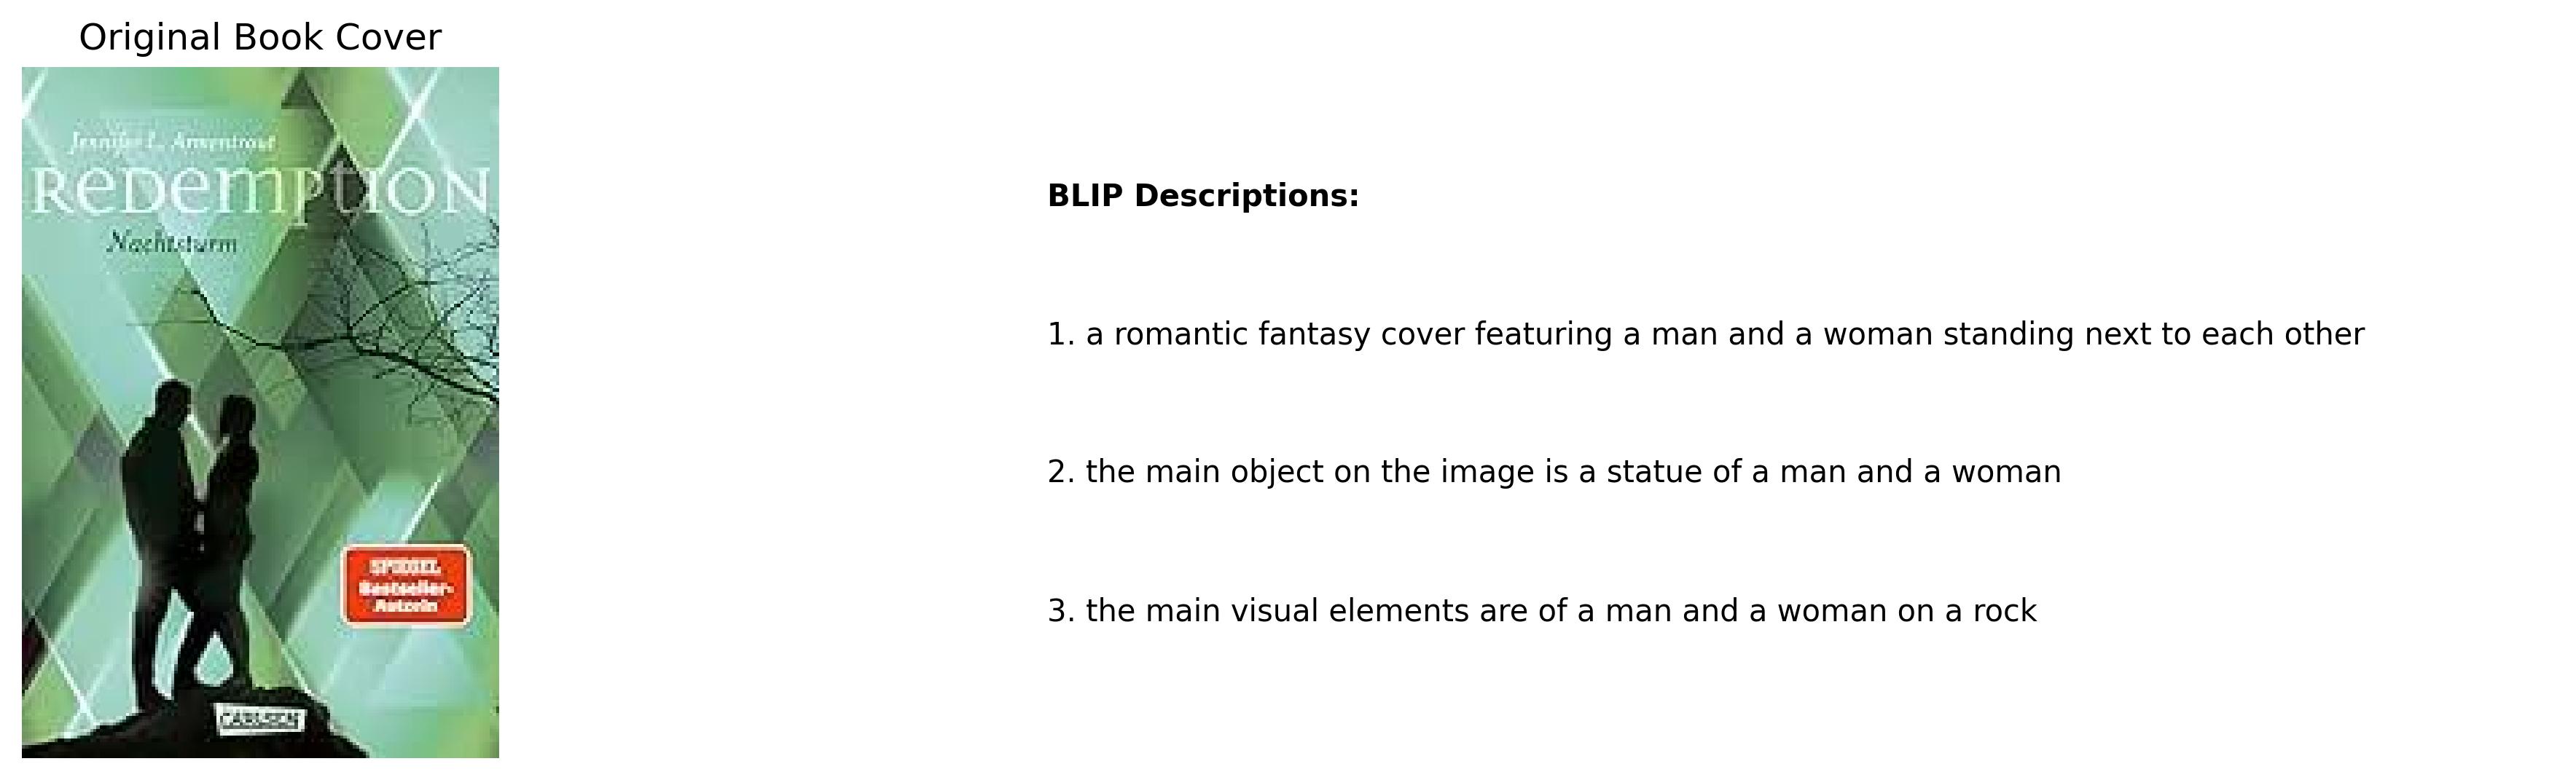 Original Book Cover
Jennifer L. Armentrout
REDemPtION
Nachtsturm
SPIEGEL
Bestseller-
Autorin
CARLSEN
BLIP Descriptions:
1. a romantic fantasy cover featuring a man and a woman standing next to each other
2. the main object on the image is a statue of a man and a woman
3. the main visual elements are of a man and a woman on a rock